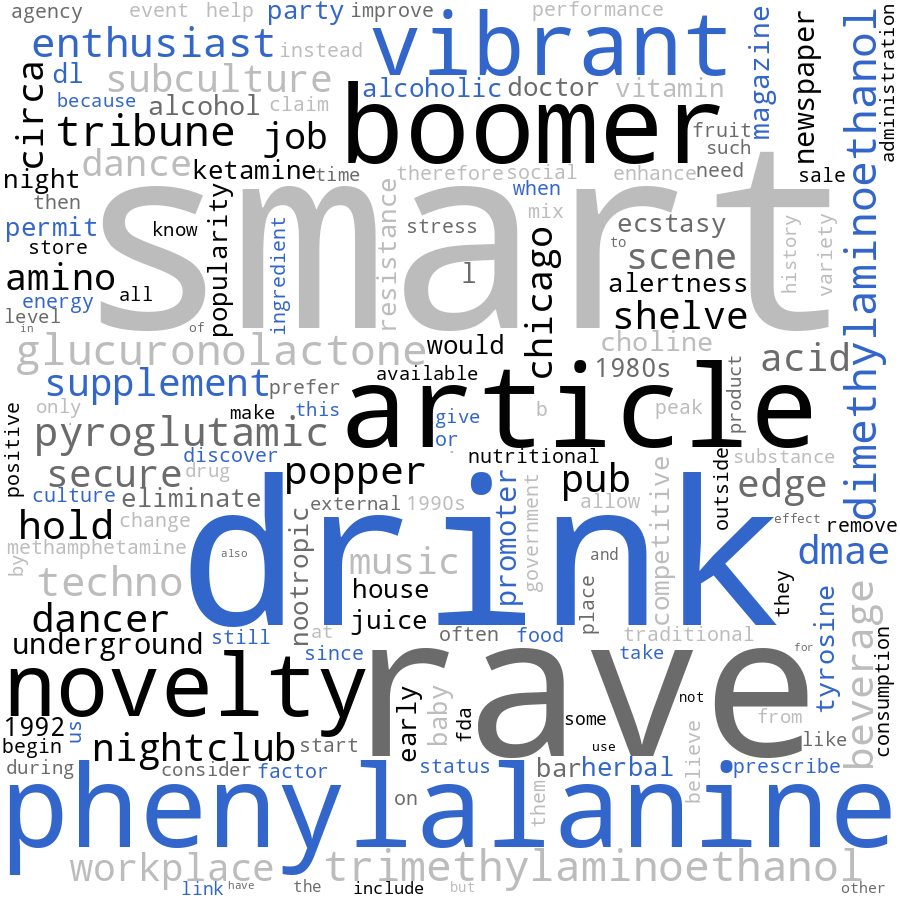 agency event help party improve performance
enthusiast instead vibrant magazine newspaper dimethylaminoethanol administration
circa dl subculture alcoholic doctor vitamin
because alcohol claim boomer
tribune job fruit
such
dance ketamine time therefore social enhance need sale
night popularity when
then smart mix
permit know ingredient resistance stress ecstasy history variety
store l chicago to scene
amino all alertness
energy
level shelve
in of
glucuronolactone would choline
available 1980s acid
supplement prefer article product
positive only make this give b peak
pyroglutamic or
discover nutritional outside substance
secure drug popper pub edge
culture eliminate external 1990s promoter government allow competitive
hold change nootropic drink effect remove
methamphetamine also music and dmae
by techno house place they tyrosine beverage
dancer juice
underground still at often food traditional consumption
since rave take for
novelty early baby fda not
1992 us some from
begin nightclub start use like
during consider factor status bar herbal believe prescribe
phenylalanine on them
workplace trimethylaminoethanol
link have the include but other